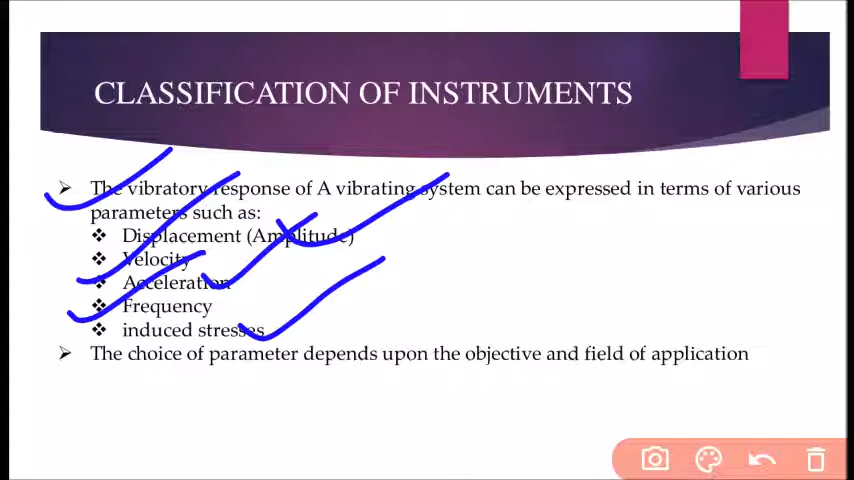 CLASSIFICATION OF INSTRUMENTS
The vibratory response of A vibrating system can be expressed in terms of various
parameters such as:
Displacement (Amplitude)
Velocity
Acceleration
Frequency
induced stresses
The choice of parameter depends upon the objective and field of application